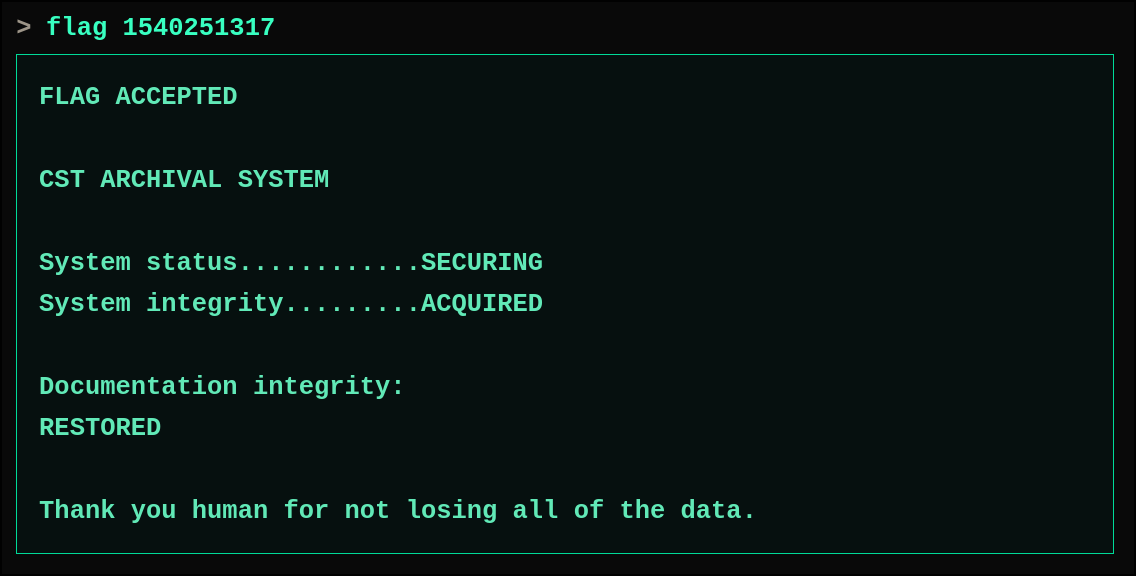 > flag 1540251317
FLAG ACCEPTED
CST ARCHIVAL SYSTEM
System status............SECURING
System integrity.........ACQUIRED
Documentation integrity:
RESTORED
Thank you human for not losing all of the data.